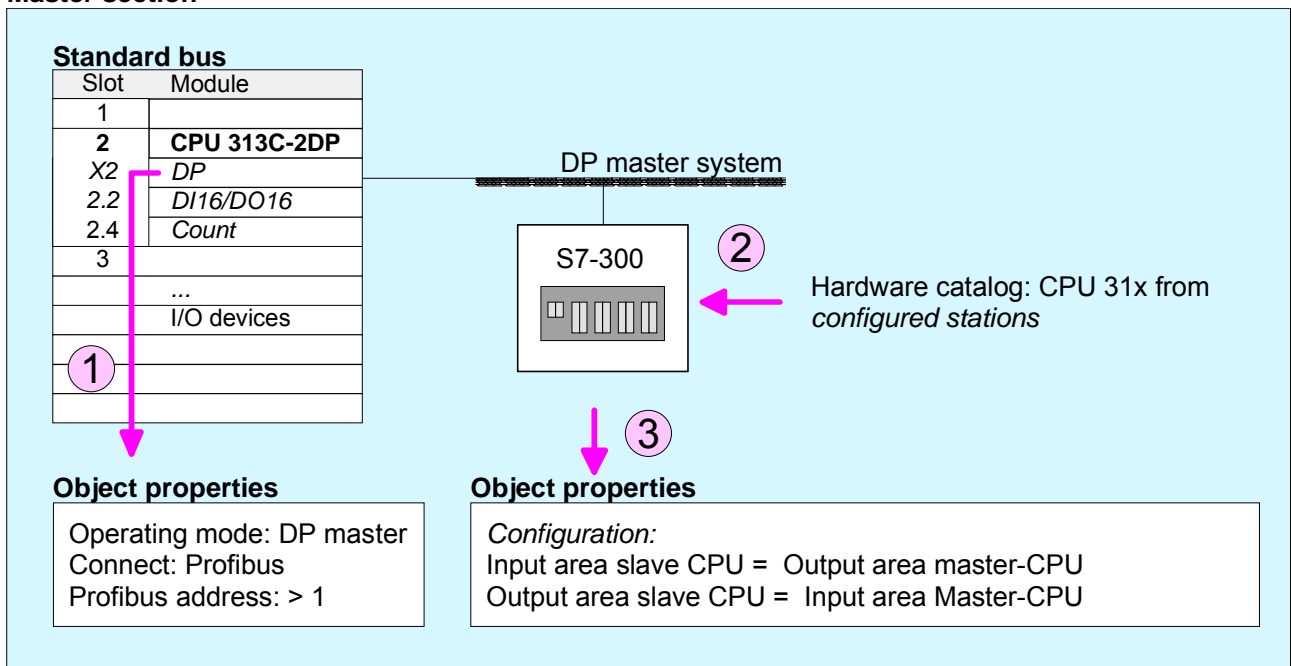 Master section
Standard bus
Slot Module
1
2 CPU 313C-2DP
X2 DP
2.2 DI16/DO16
2.4 Count
3
...
I/O devices
1
DP master system
S7-300
2
Hardware catalog: CPU 31x from
configured stations
3
Object properties
Operating mode: DP master
Connect: Profibus
Profibus address: > 1
Object properties
Configuration:
Input area slave CPU = Output area master-CPU
Output area slave CPU = Input area Master-CPU